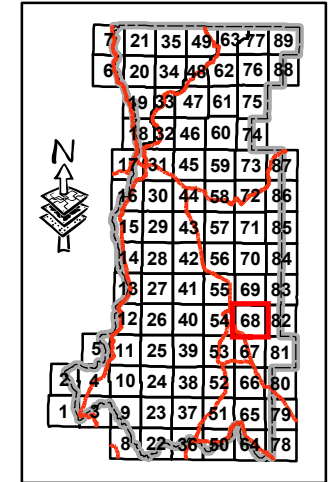 7 21 35 49 63 77 89
6 20 34 48 62 76 88
19 33 47 61 75
18 32 46 60 74
N
17 31 45 59 73 87
16 30 44 58 72 86
15 29 43 57 71 85
14 28 42 56 70 84
13 27 41 55 69 83
12 26 40 54 68 82
5 11 25 39 53 67 81
2 4 10 24 38 52 66 80
1 3 9 23 37 51 65 79
8 22 36 50 64 78